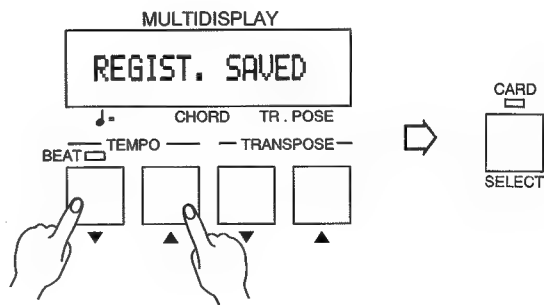 MULTIDISPLAY
REGIST. SAVED
♩= CHORD TR.POSE
BEAT TEMPO TRANSPOSE
▼ ▲ ▼ ▲
CARD
SELECT